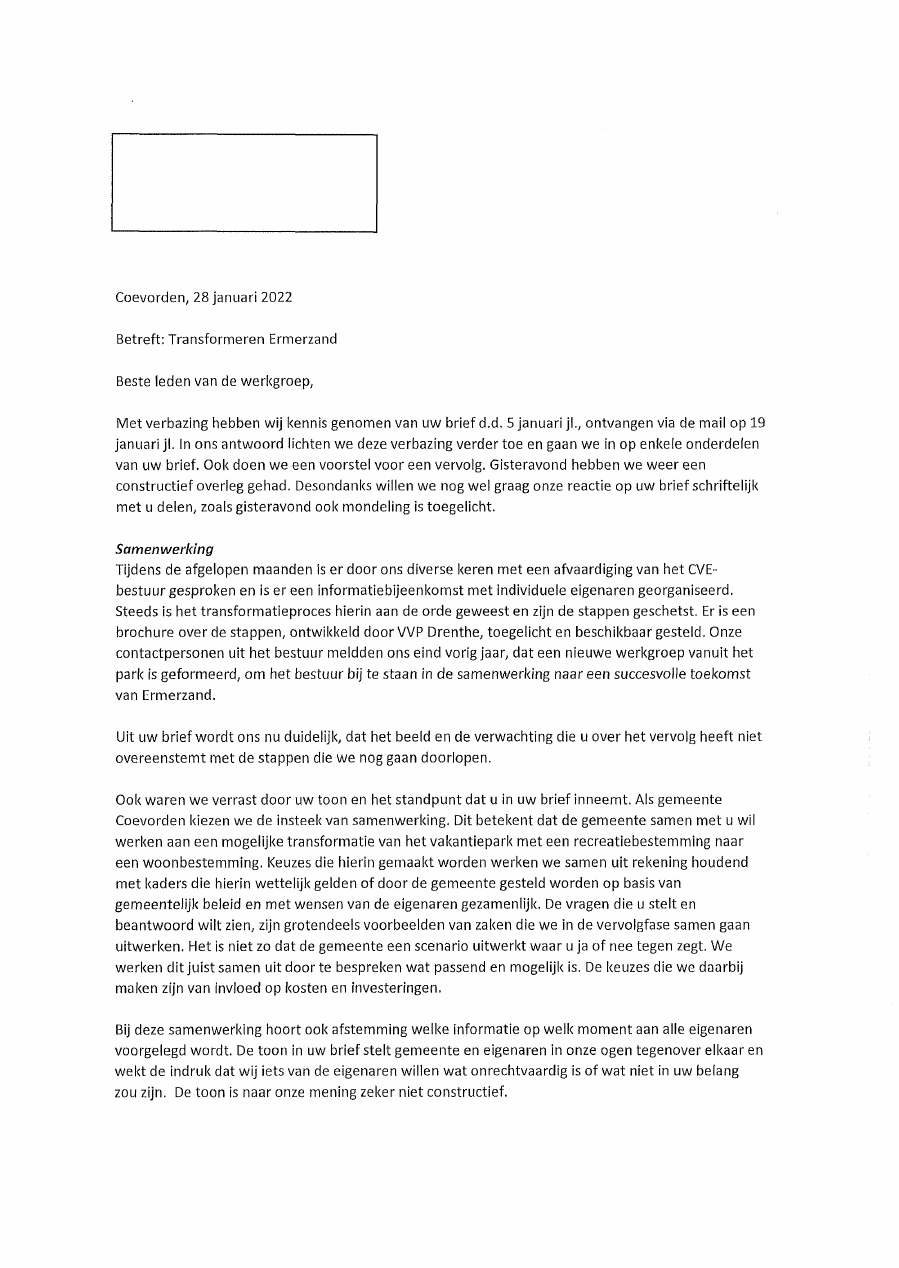 Coevorden, 28 januari 2022
Betreft: Transformeren Ermerzand
Beste leden van de werkgroep,
Met verbazing hebben wij kennis genomen van uw brief d.d. 5 januari jl., ontvangen via de mail op 19
januari jl. In ons antwoord lichten we deze verbazing verder toe en gaan we in op enkele onderdelen
van uw brief. Ook doen we een voorstel voor een vervolg. Gisteravond hebben we weer een
constructief overleg gehad. Desondanks willen we nog wel graag onze reactie op uw brief schriftelijk
met u delen, zoals gisteravond ook mondeling is toegelicht.
Samenwerking
Tijdens de afgelopen maanden is er door ons diverse keren met een afvaardiging van het CVE-
bestuur gesproken en is er een informatiebijeenkomst met individuele eigenaren georganiseerd.
Steeds is het transformatieproces hierin aan de orde geweest en zijn de stappen geschetst. Er is een
brochure over de stappen, ontwikkeld door VVP Drenthe, toegelicht en beschikbaar gesteld. Onze
contactpersonen uit het bestuur meldden ons eind vorig jaar, dat een nieuwe werkgroep vanuit het
park is geformeerd, om het bestuur bij te staan in de samenwerking naar een succesvolle toekomst
van Ermerzand.
Uit uw brief wordt ons nu duidelijk, dat het beeld en de verwachting die u over het vervolg heeft niet
overeenstemt met de stappen die we nog gaan doorlopen.
Ook waren we verrast door uw toon en het standpunt dat u in uw brief inneemt. Als gemeente
Coevorden kiezen we de insteek van samenwerking. Dit betekent dat de gemeente samen met u wil
werken aan een mogelijke transformatie van het vakantiepark met een recreatiebestemming naar
een woonbestemming. Keuzes die hierin gemaakt worden werken we samen uit rekening houdend
met kaders die hierin wettelijk gelden of door de gemeente gesteld worden op basis van
gemeentelijk beleid en met wensen van de eigenaren gezamenlijk. De vragen die u stelt en
beantwoord wilt zien, zijn grotendeels voorbeelden van zaken die we in de vervolgfase samen gaan
uitwerken. Het is niet zo dat de gemeente een scenario uitwerkt waar u ja of nee tegen zegt. We
werken dit juist samen uit door te bespreken wat passend en mogelijk is. De keuzes die we daarbij
maken zijn van invloed op kosten en investeringen.
Bij deze samenwerking hoort ook afstemming welke informatie op welk moment aan alle eigenaren
voorgelegd wordt. De toon in uw brief stelt gemeente en eigenaren in onze ogen tegenover elkaar en
wekt de indruk dat wij iets van de eigenaren willen wat onrechtvaardig is of wat niet in uw belang
zou zijn.  De toon is naar onze mening zeker niet constructief.